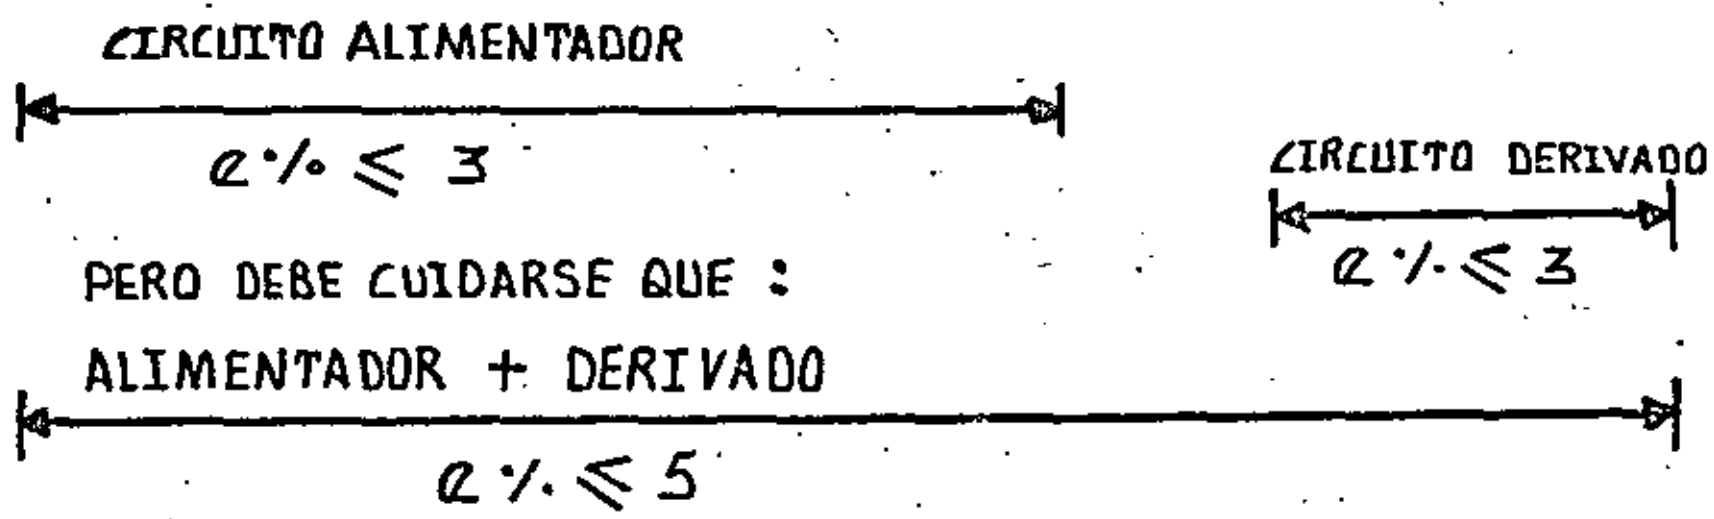 CIRCUITO ALIMENTADOR
e % ≤ 3
CIRCUITO DERIVADO
e % ≤ 3
PERO DEBE CUIDARSE QUE :
ALIMENTADOR + DERIVADO
e % ≤ 5